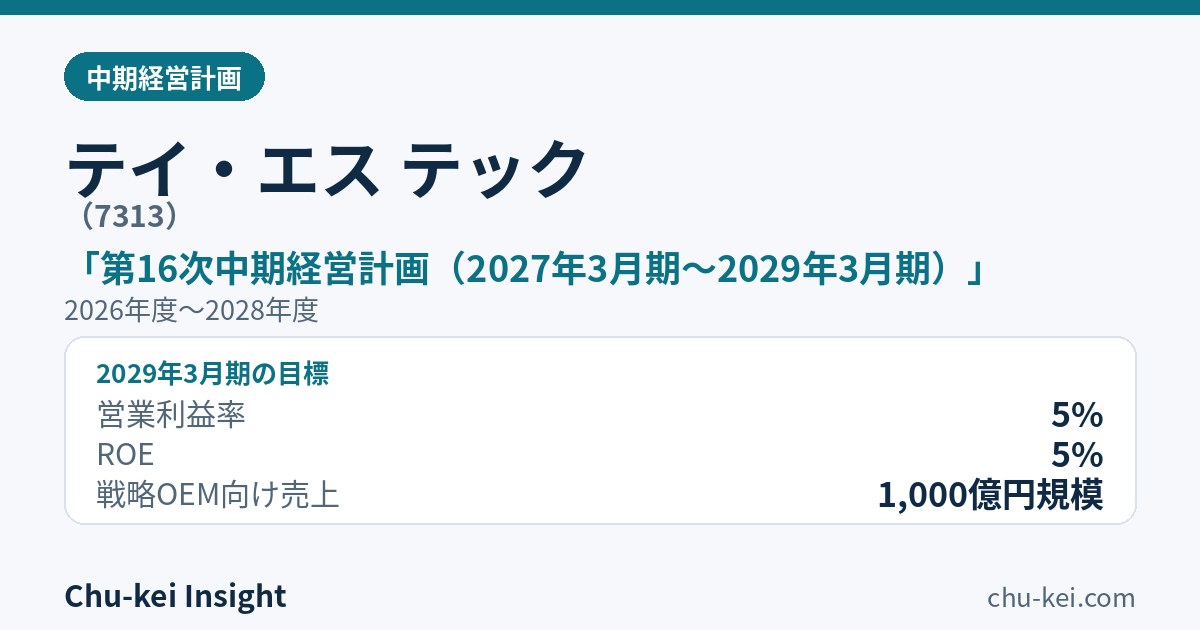 中期経営計画
テイ・エス テック
（7313）
「第16次中期経営計画（2027年3月期～2029年3月期）」
2026年度～2028年度
2029年3月期の目標
営業利益率 5%
ROE 5%
戦略OEM向け売上 1,000億円規模
Chu-kei Insight chu-kei.com